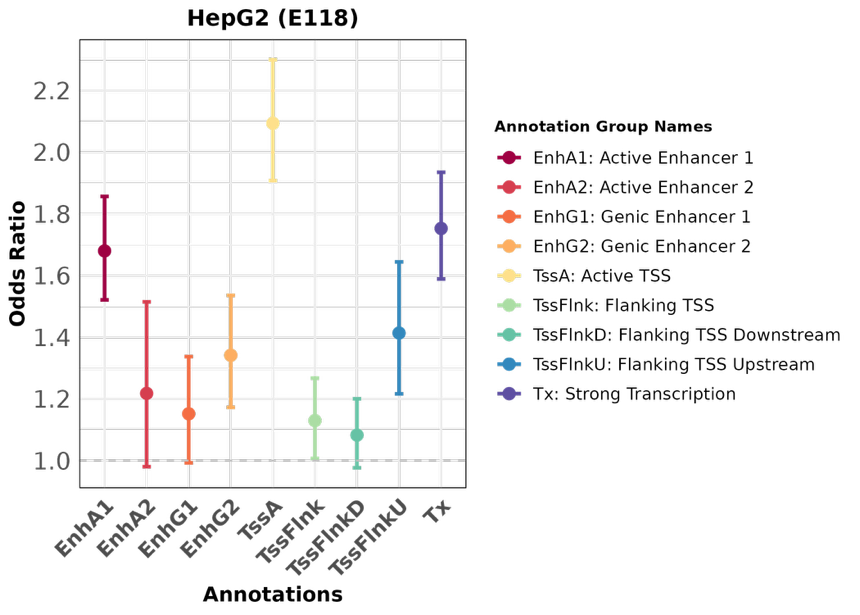 HepG2 (E118)
Odds Ratio
2.2
2.0
1.8
1.6
1.4
1.2
1.0
EnhA1
EnhA2
EnhG1
EnhG2
TssA
TssFlnk
TssFlnkD
TssFlnkU
Tx
Annotations
Annotation Group Names
EnhA1: Active Enhancer 1
EnhA2: Active Enhancer 2
EnhG1: Genic Enhancer 1
EnhG2: Genic Enhancer 2
TssA: Active TSS
TssFlnk: Flanking TSS
TssFlnkD: Flanking TSS Downstream
TssFlnkU: Flanking TSS Upstream
Tx: Strong Transcription